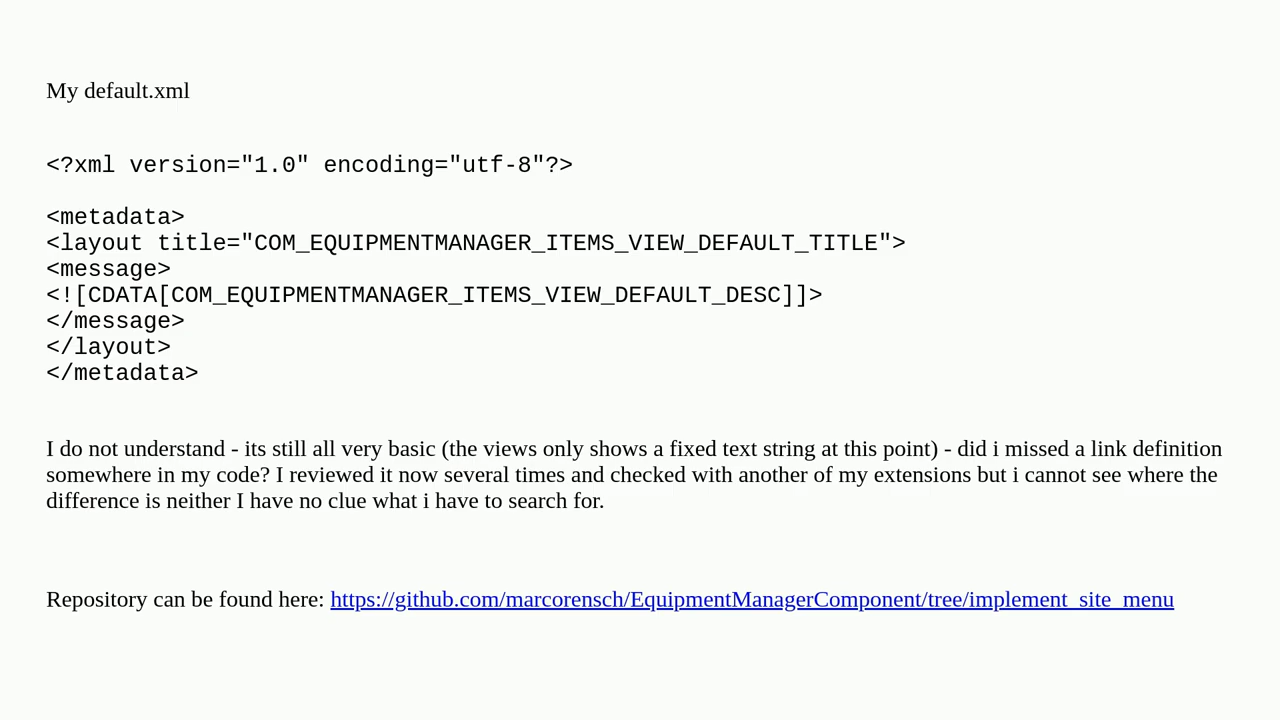 My default.xml
<?xml version="1.0" encoding="utf-8"?>
<metadata>
<layout title="COM_EQUIPMENTMANAGER_ITEMS_VIEW_DEFAULT_TITLE">
<message>
<![CDATA[COM_EQUIPMENTMANAGER_ITEMS_VIEW_DEFAULT_DESC]]>
</message>
</layout>
</metadata>
I do not understand - its still all very basic (the views only shows a fixed text string at this point) - did i missed a link definition
somewhere in my code? I reviewed it now several times and checked with another of my extensions but i cannot see where the
difference is neither I have no clue what i have to search for.
Repository can be found here: https://github.com/marcorensch/EquipmentManagerComponent/tree/implement_site_menu